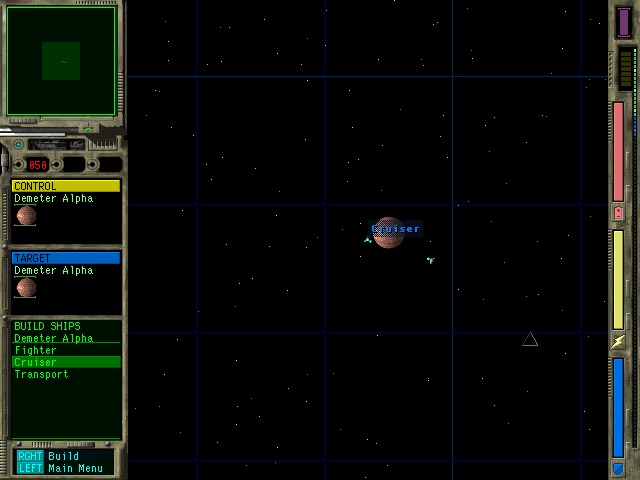 050
CONTROL
Demeter Alpha
TARGET
Demeter Alpha
BUILD SHIPS
Demeter Alpha
Fighter
Cruiser
Transport
RGHT Build
LEFT Main Menu
Cruiser